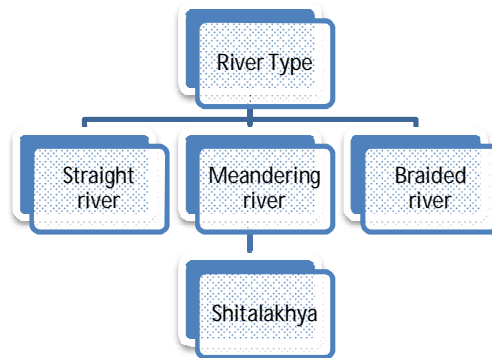 River Type
Straight
river
Meandering
river
Braided
river
Shitalakhya